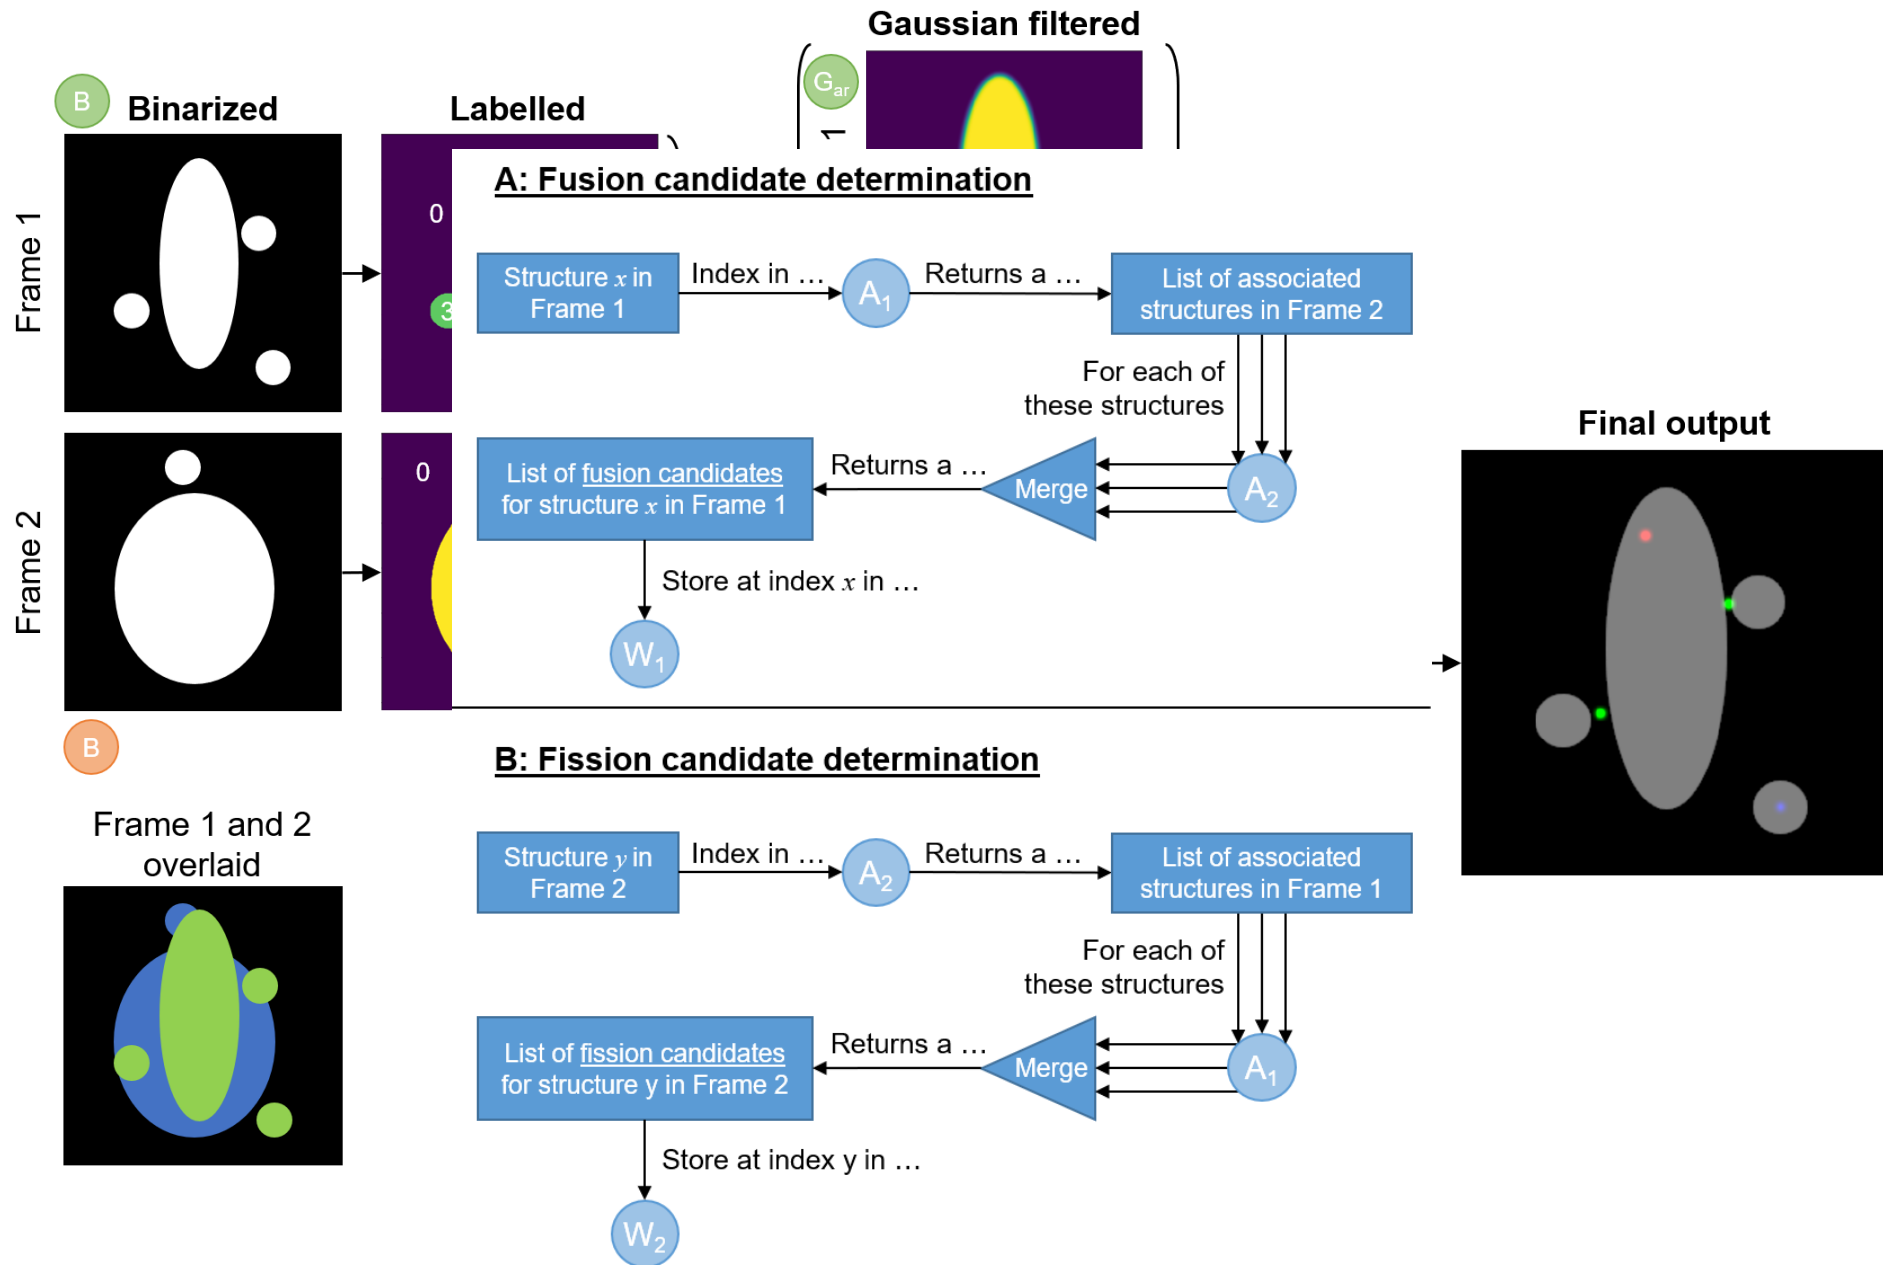 Gaussian filtered
G_ar
1
B
Binarized
Labelled
Frame 1
0
3
Frame 2
0
B
Frame 1 and 2
overlaid
A: Fusion candidate determination
Structure x in
Frame 1
Index in …
A₁
Returns a …
List of associated
structures in Frame 2
For each of
these structures
A₂
Merge
Returns a …
List of fusion candidates
for structure x in Frame 1
Store at index x in …
W₁
B: Fission candidate determination
Structure y in
Frame 2
Index in …
A₂
Returns a …
List of associated
structures in Frame 1
For each of
these structures
A₁
Merge
Returns a …
List of fission candidates
for structure y in Frame 2
Store at index y in …
W₂
Final output